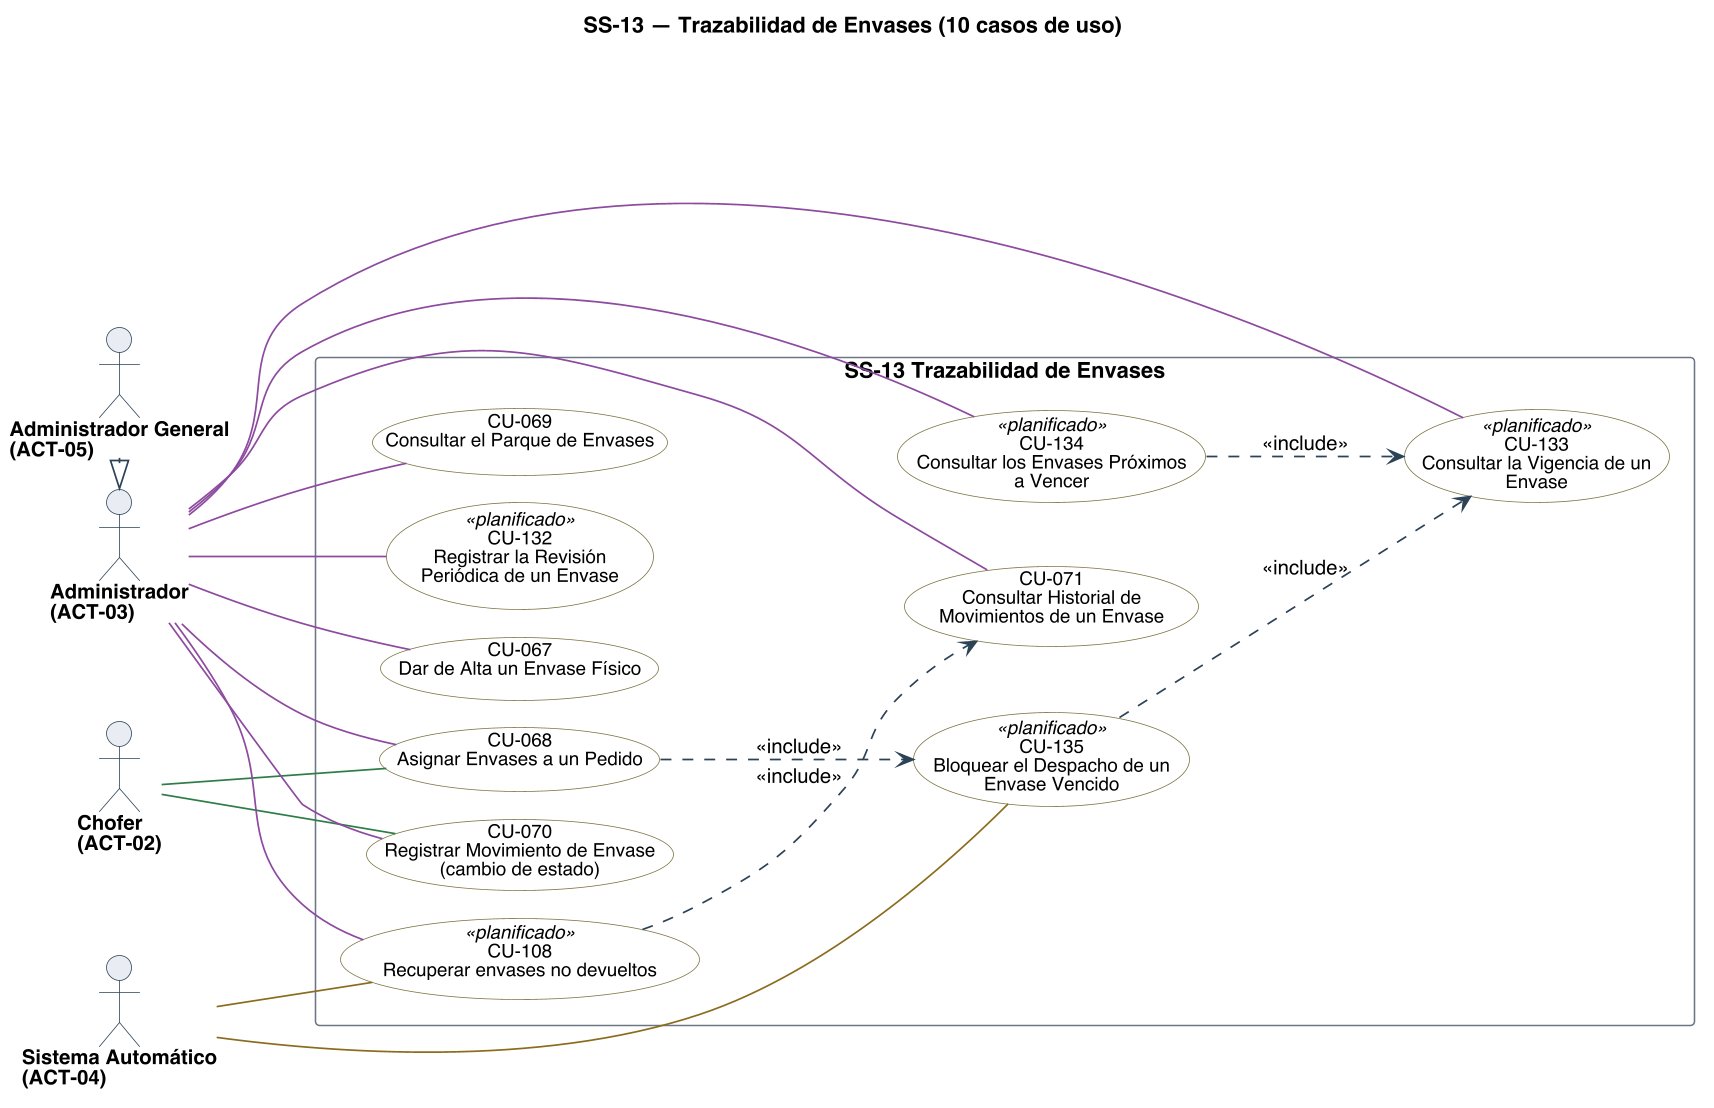 SS-13 — Trazabilidad de Envases (10 casos de uso)
SS-13 Trazabilidad de Envases
Administrador General
(ACT-05)
Administrador
(ACT-03)
Chofer
(ACT-02)
Sistema Automático
(ACT-04)
CU-069
Consultar el Parque de Envases
«planificado»
CU-132
Registrar la Revisión
Periódica de un Envase
CU-067
Dar de Alta un Envase Físico
CU-068
Asignar Envases a un Pedido
CU-070
Registrar Movimiento de Envase
(cambio de estado)
«planificado»
CU-108
Recuperar envases no devueltos
«planificado»
CU-134
Consultar los Envases Próximos
a Vencer
CU-071
Consultar Historial de
Movimientos de un Envase
«planificado»
CU-135
Bloquear el Despacho de un
Envase Vencido
«planificado»
CU-133
Consultar la Vigencia de un
Envase
«include»
«include»
«include»
«include»